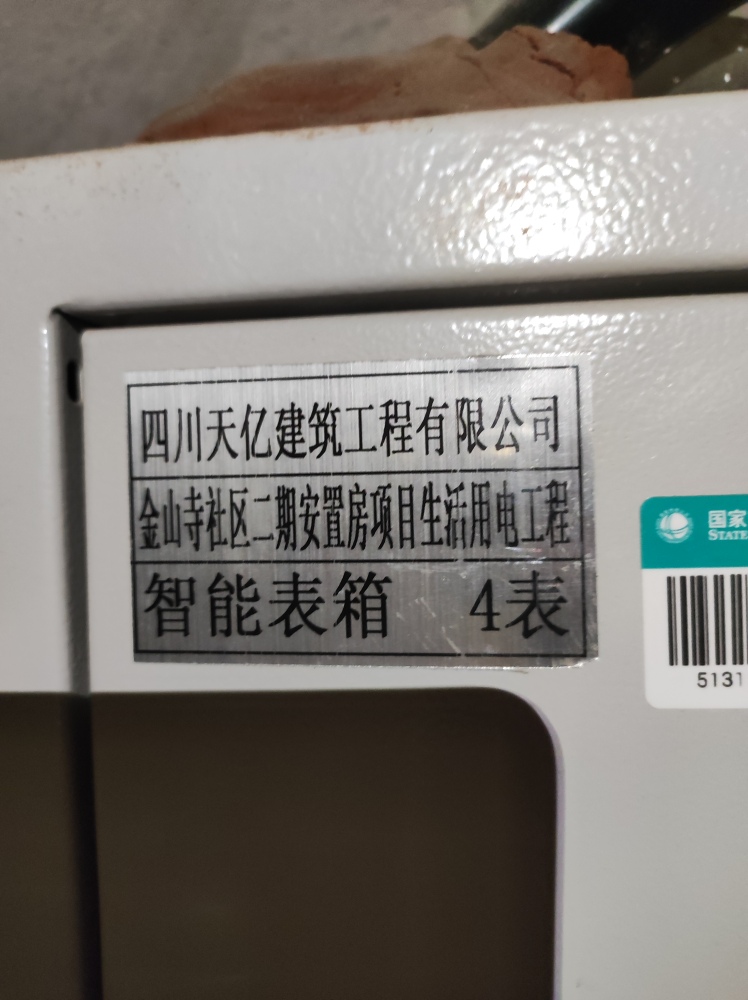 四川天亿建筑工程有限公司
金山寺社区二期安置房项目生活用电工程
智能表箱 4表
国家
STATE
5131